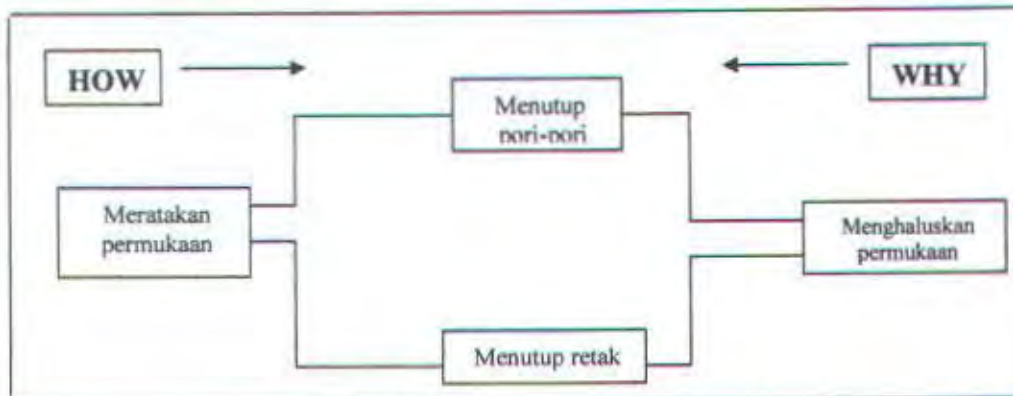 HOW
WHY
Menutup
pori-pori
Meratakan
permukaan
Menghaluskan
permukaan
Menutup retak